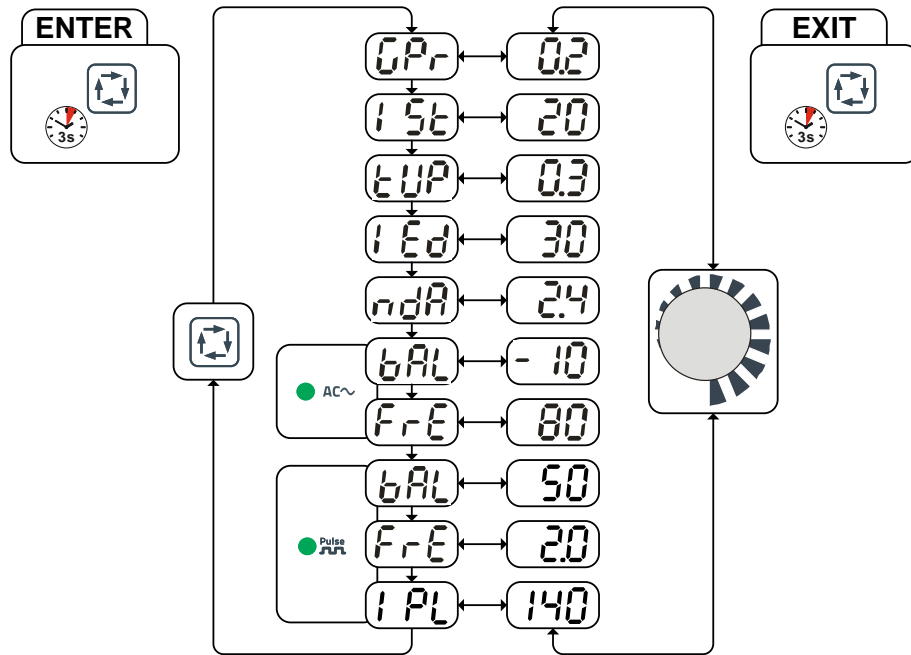 ENTER
3s
EXIT
3s
GPr 0.2
ISt 20
tUP 0.3
IEd 30
ndA 2.4
bAL -10
AC~
FrE 80
bAL 50
Pulse
FrE 2.0
IPL 140